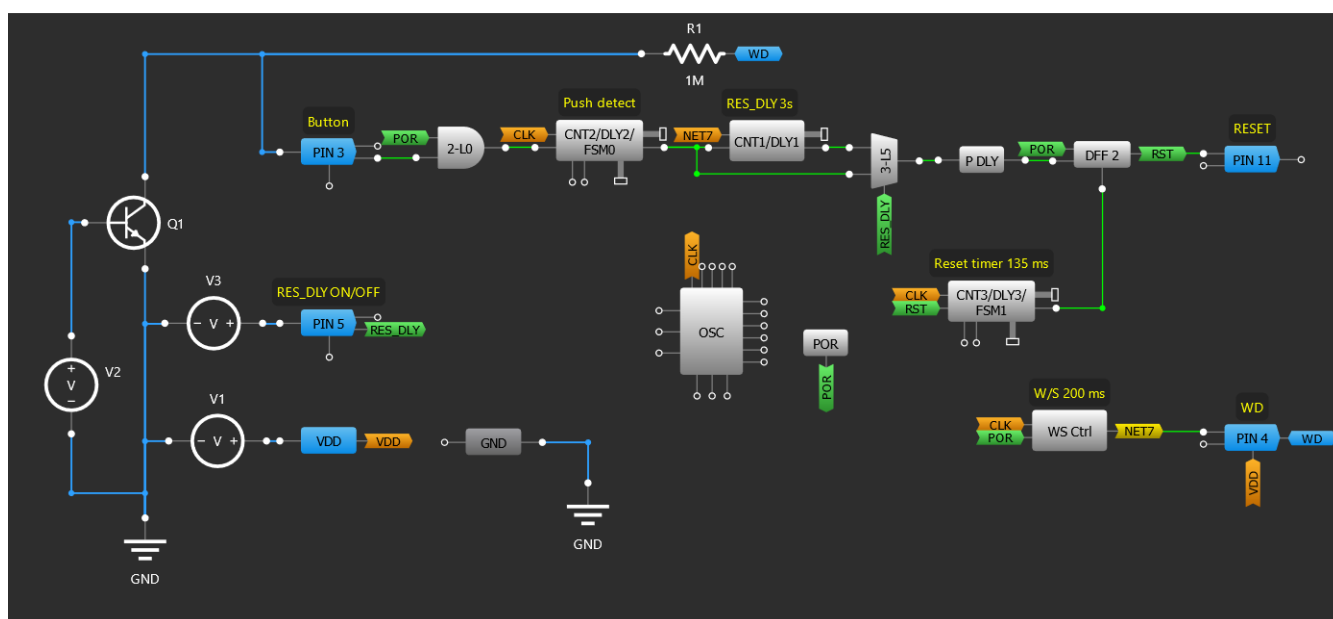 R1
WD
1M
Push detect
RES_DLY 3s
Button
POR
CLK
CNT2/DLY2/
FSM0
NET7
CNT1/DLY1
PIN 3
2-L0
3-L5
P DLY
POR
DFF 2
RST
RESET
PIN 11
RES_DLY
Q1
CLK
Reset timer 135 ms
V3
RES_DLY ON/OFF
- V +
PIN 5
RES_DLY
OSC
CLK
RST
CNT3/DLY3/
FSM1
POR
POR
V2
+
V
-
V1
- V +
VDD
VDD
GND
W/S 200 ms
WD
CLK
POR
WS Ctrl
NET7
PIN 4
WD
VDD
GND
GND